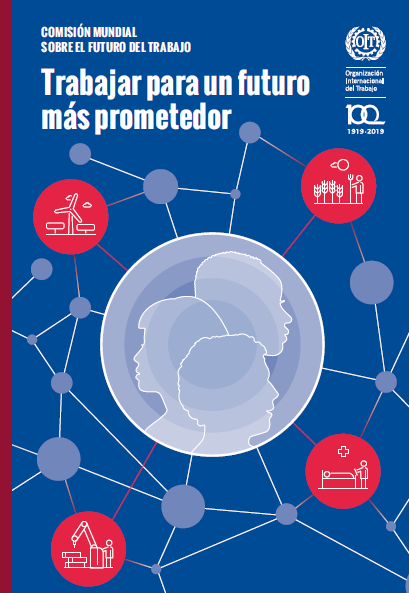 COMISIÓN MUNDIAL
SOBRE EL FUTURO DEL TRABAJO
Trabajar para un futuro
más prometedor
OIT
Organización
Internacional
del Trabajo
100
1919-2019